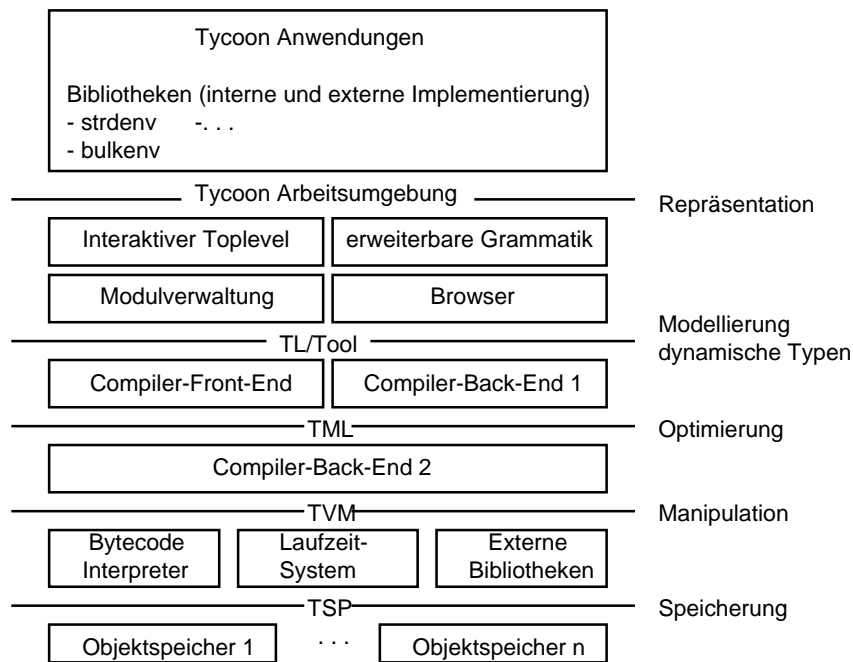 Tycoon Anwendungen
Bibliotheken (interne und externe Implementierung)
- strdenv -. . .
- bulkenv
Tycoon Arbeitsumgebung
Repräsentation
Interaktiver Toplevel erweiterbare Grammatik
Modulverwaltung Browser
Modellierung
dynamische Typen
TL/Tool
Compiler-Front-End Compiler-Back-End 1
TML Optimierung
Compiler-Back-End 2
TVM Manipulation
Bytecode Laufzeit- Externe
Interpreter System Bibliotheken
TSP Speicherung
Objektspeicher 1 . . . Objektspeicher n